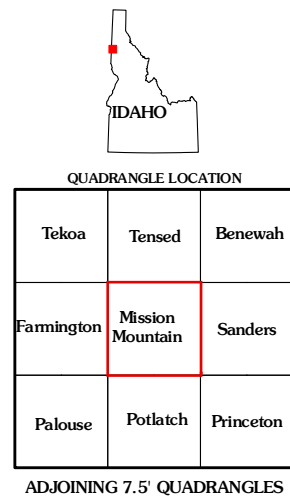 IDAHO
QUADRANGLE LOCATION
Tekoa Tensed Benewah
Farmington Mission Mountain Sanders
Palouse Potlatch Princeton
ADJOINING 7.5' QUADRANGLES